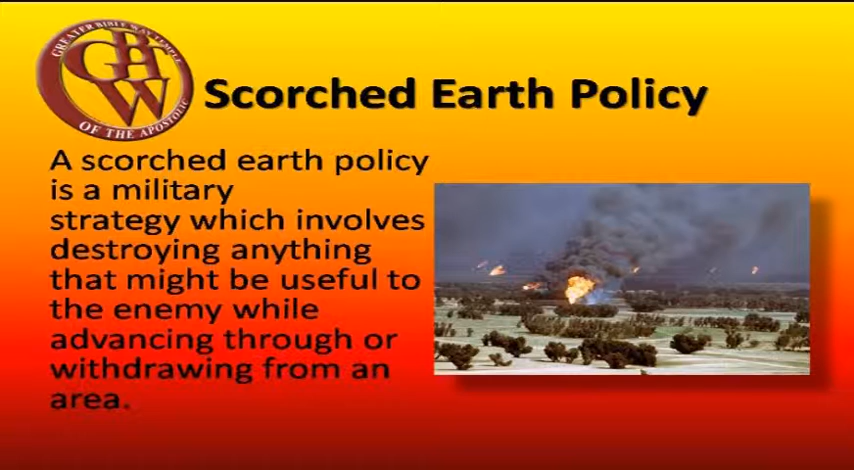 GREATER BIBLE WAY TEMPLE
GBW
OF THE APOSTOLIC
Scorched Earth Policy
A scorched earth policy
is a military
strategy which involves
destroying anything
that might be useful to
the enemy while
advancing through or
withdrawing from an
area.